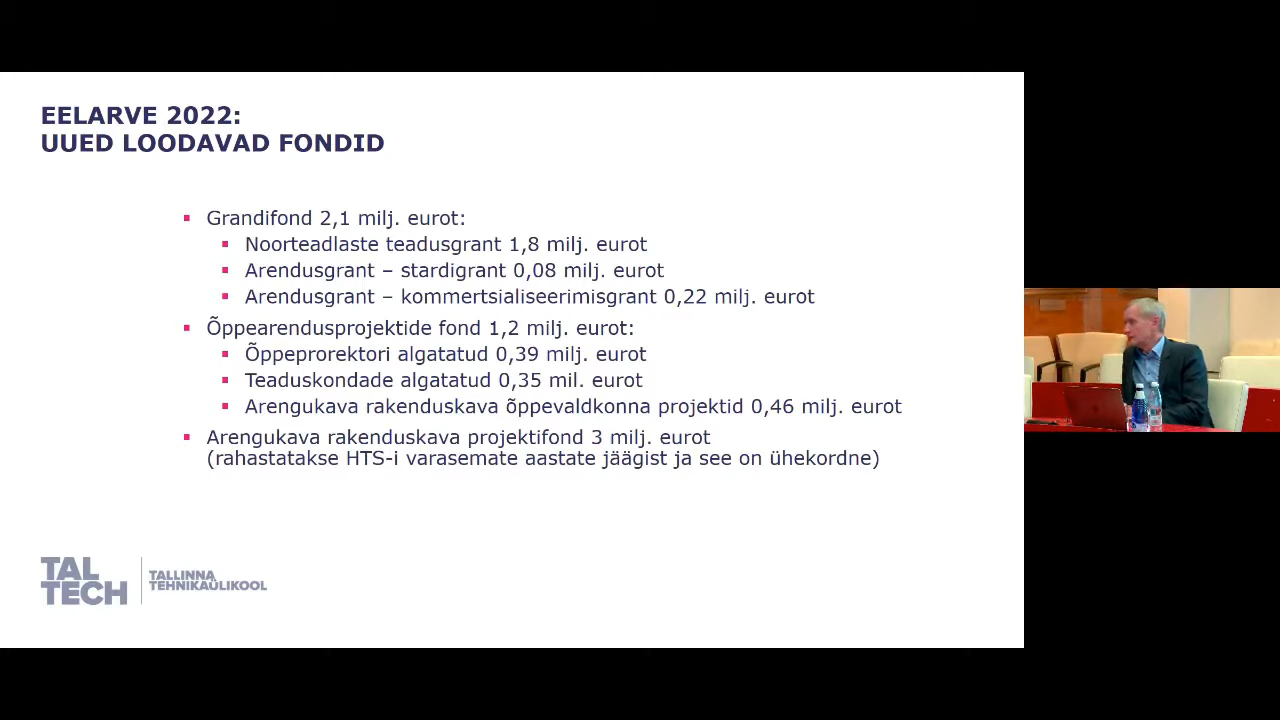 EELARVE 2022:
UUED LOODAVAD FONDID
Grandifond 2,1 milj. eurot:
Noorteadlaste teadusgrant 1,8 milj. eurot
Arendusgrant – stardigrant 0,08 milj. eurot
Arendusgrant – kommertsialiseerimisgrant 0,22 milj. eurot
Õppearendusprojektide fond 1,2 milj. eurot:
Õppeprorektori algatatud 0,39 milj. eurot
Teaduskondade algatatud 0,35 mil. eurot
Arengukava rakenduskava õppevaldkonna projektid 0,46 milj. eurot
Arengukava rakenduskava projektifond 3 milj. eurot
(rahastatakse HTS-i varasemate aastate jäägist ja see on ühekordne)
TAL
TECH
TALLINNA
TEHNIKAÜLIKOOL